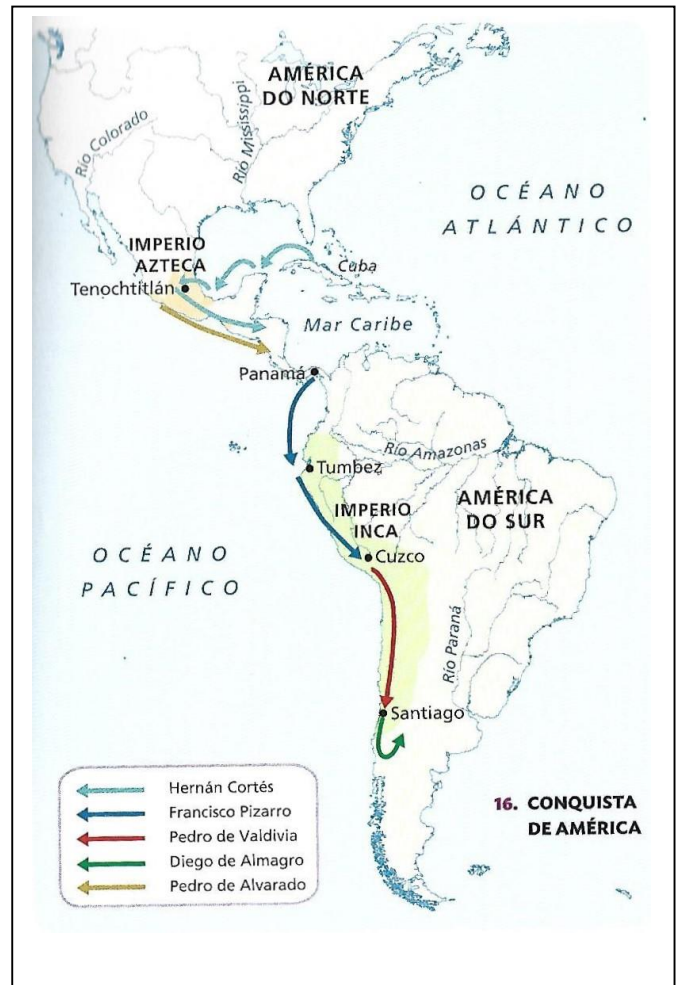 AMÉRICA
DO NORTE
Río Colorado
Río Mississippi
OCÉANO
ATLÁNTICO
IMPERIO
AZTECA
Tenochtitlán
Cuba
Mar Caribe
Panamá
Río Amazonas
Tumbez
IMPERIO
INCA
AMÉRICA
DO SUR
Cuzco
OCÉANO
PACÍFICO
Río Paraná
Santiago
Hernán Cortés
Francisco Pizarro
Pedro de Valdivia
Diego de Almagro
Pedro de Alvarado
16. CONQUISTA
DE AMÉRICA